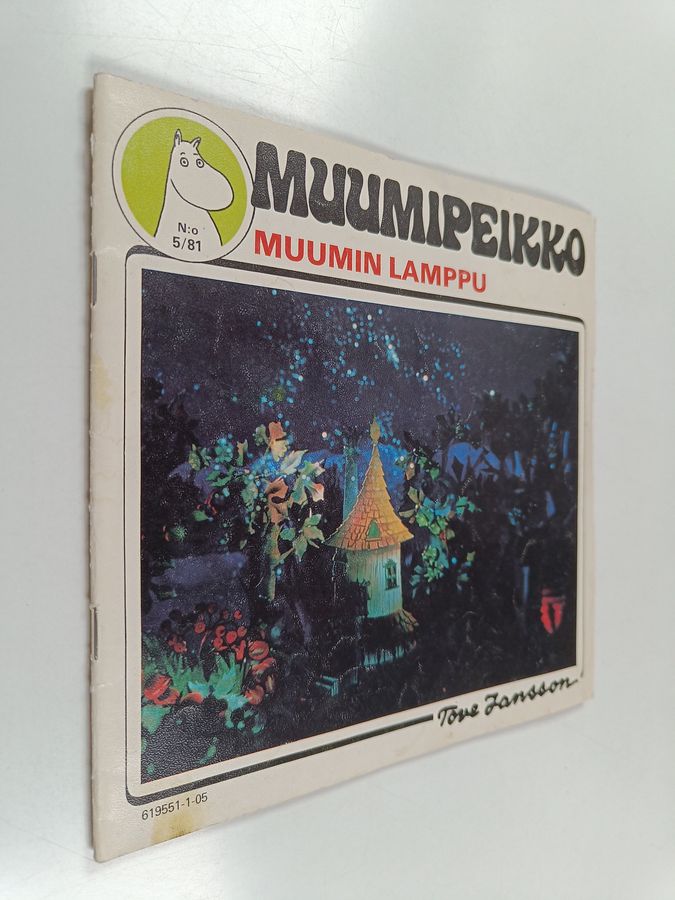 N:o
5/81
MUUMIPEIKKO
MUUMIN LAMPPU
Tove Jansson
619551-1-05